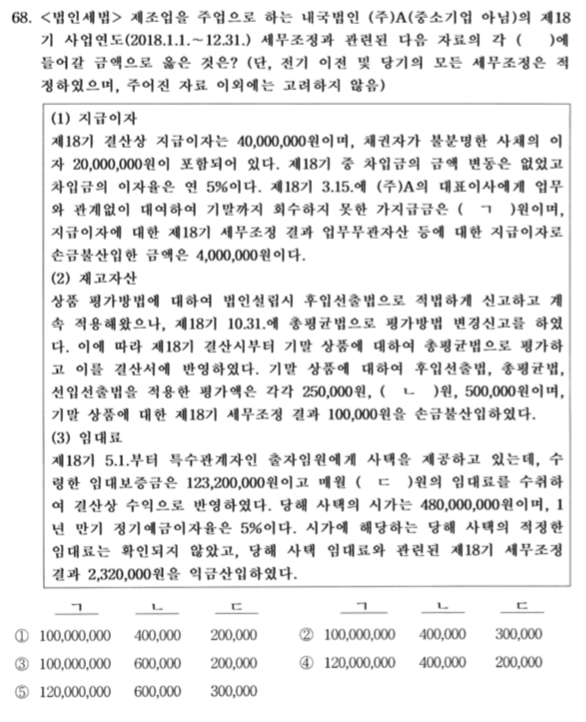 68. <법인세법> 제조업을 주업으로 하는 내국법인 (주)A(중소기업 아님)의 제18
기 사업연도(2018.1.1.~12.31.) 세무조정과 관련된 다음 자료의 각 (    )에
들어갈 금액으로 옳은 것은? (단, 전기 이전 및 당기의 모든 세무조정은 적
정하였으며, 주어진 자료 이외에는 고려하지 않음)
(1) 지급이자
제18기 결산상 지급이자는 40,000,000원이며, 채권자가 불분명한 사채의 이
자 20,000,000원이 포함되어 있다. 제18기 중 차입금의 금액 변동은 없었고
차입금의 이자율은 연 5%이다. 제18기 3.15.에 (주)A의 대표이사에게 업무
와 관계없이 대여하여 기말까지 회수하지 못한 가지급금은 ( ㄱ )원이며,
지급이자에 대한 제18기 세무조정 결과 업무무관자산 등에 대한 지급이자로
손금불산입한 금액은 4,000,000원이다.
(2) 재고자산
상품 평가방법에 대하여 법인설립시 후입선출법으로 적법하게 신고하고 계
속 적용해왔으나, 제18기 10.31.에 총평균법으로 평가방법 변경신고를 하였
다. 이에 따라 제18기 결산시부터 기말 상품에 대하여 총평균법으로 평가하
고 이를 결산서에 반영하였다. 기말 상품에 대하여 후입선출법, 총평균법,
선입선출법을 적용한 평가액은 각각 250,000원, ( ㄴ )원, 500,000원이며,
기말 상품에 대한 제18기 세무조정 결과 100,000원을 손금불산입하였다.
(3) 임대료
제18기 5.1.부터 특수관계자인 출자임원에게 사택을 제공하고 있는데, 수
령한 임대보증금은 123,200,000원이고 매월 ( ㄷ )원의 임대료를 수취하
여 결산상 수익으로 반영하였다. 당해 사택의 시가는 480,000,000원이며, 1
년 만기 정기예금이자율은 5%이다. 시가에 해당하는 당해 사택의 적정한
임대료는 확인되지 않았고, 당해 사택 임대료와 관련된 제18기 세무조정
결과 2,320,000원을 익금산입하였다.
ㄱ ㄴ ㄷ ㄱ ㄴ ㄷ
① 100,000,000 400,000 200,000 ② 100,000,000 400,000 300,000
③ 100,000,000 600,000 200,000 ④ 120,000,000 400,000 200,000
⑤ 120,000,000 600,000 300,000